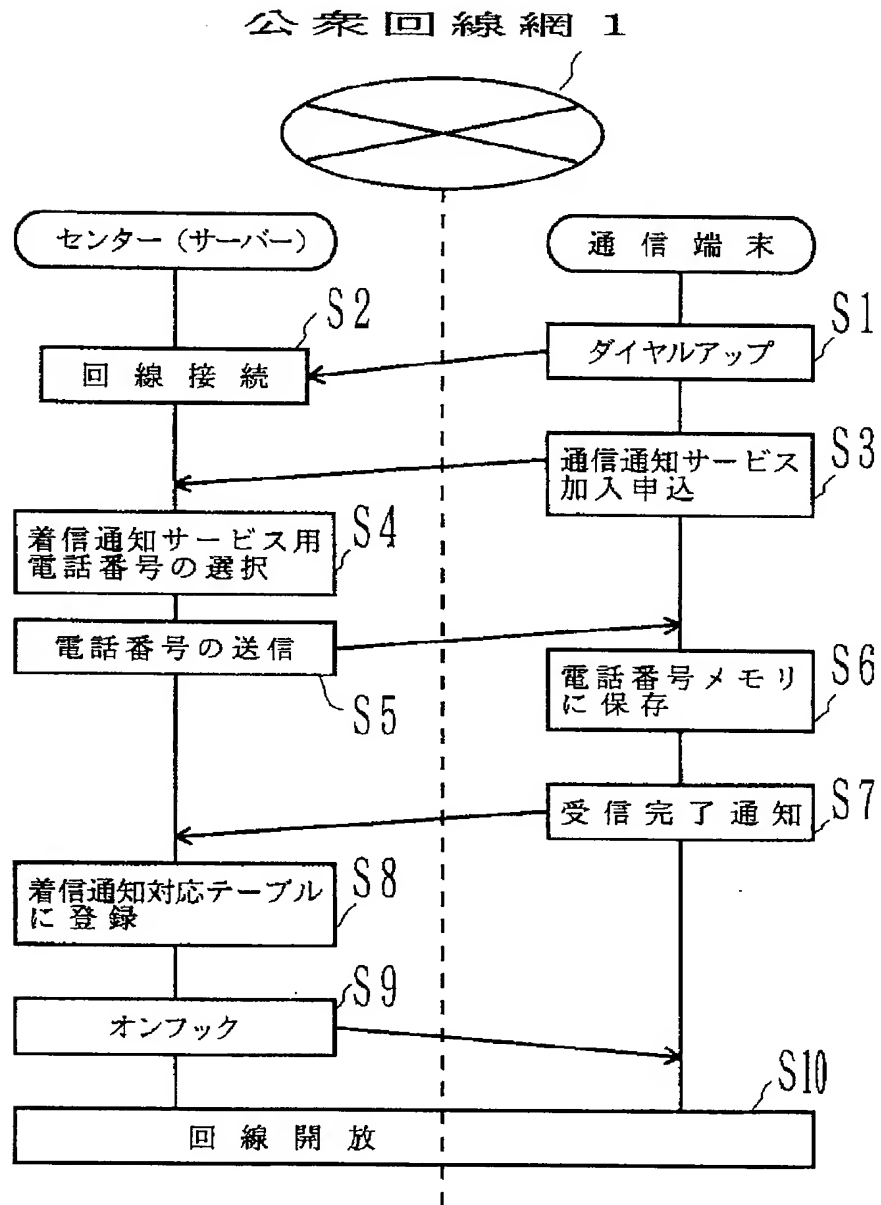 公衆回線網1
センター(サーバー)
通信端末
S2
S1
回線接続
ダイヤルアップ
S3
通信通知サービス
加入申込
S4
着信通知サービス用
電話番号の選択
電話番号の送信
S5
S6
電話番号メモリ
に保存
S7
受信完了通知
S8
着信通知対応テーブル
に登録
S9
オンフック
S10
回線開放